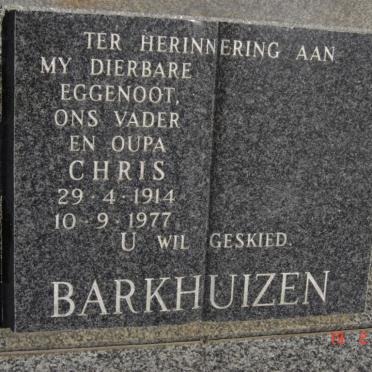 TER HERINNERING AAN
MY DIERBARE
EGGENOOT,
ONS VADER
EN OUPA
CHRIS
29 · 4 · 1914
10 · 9 · 1977
U WIL GESKIED.
BARKHUIZEN